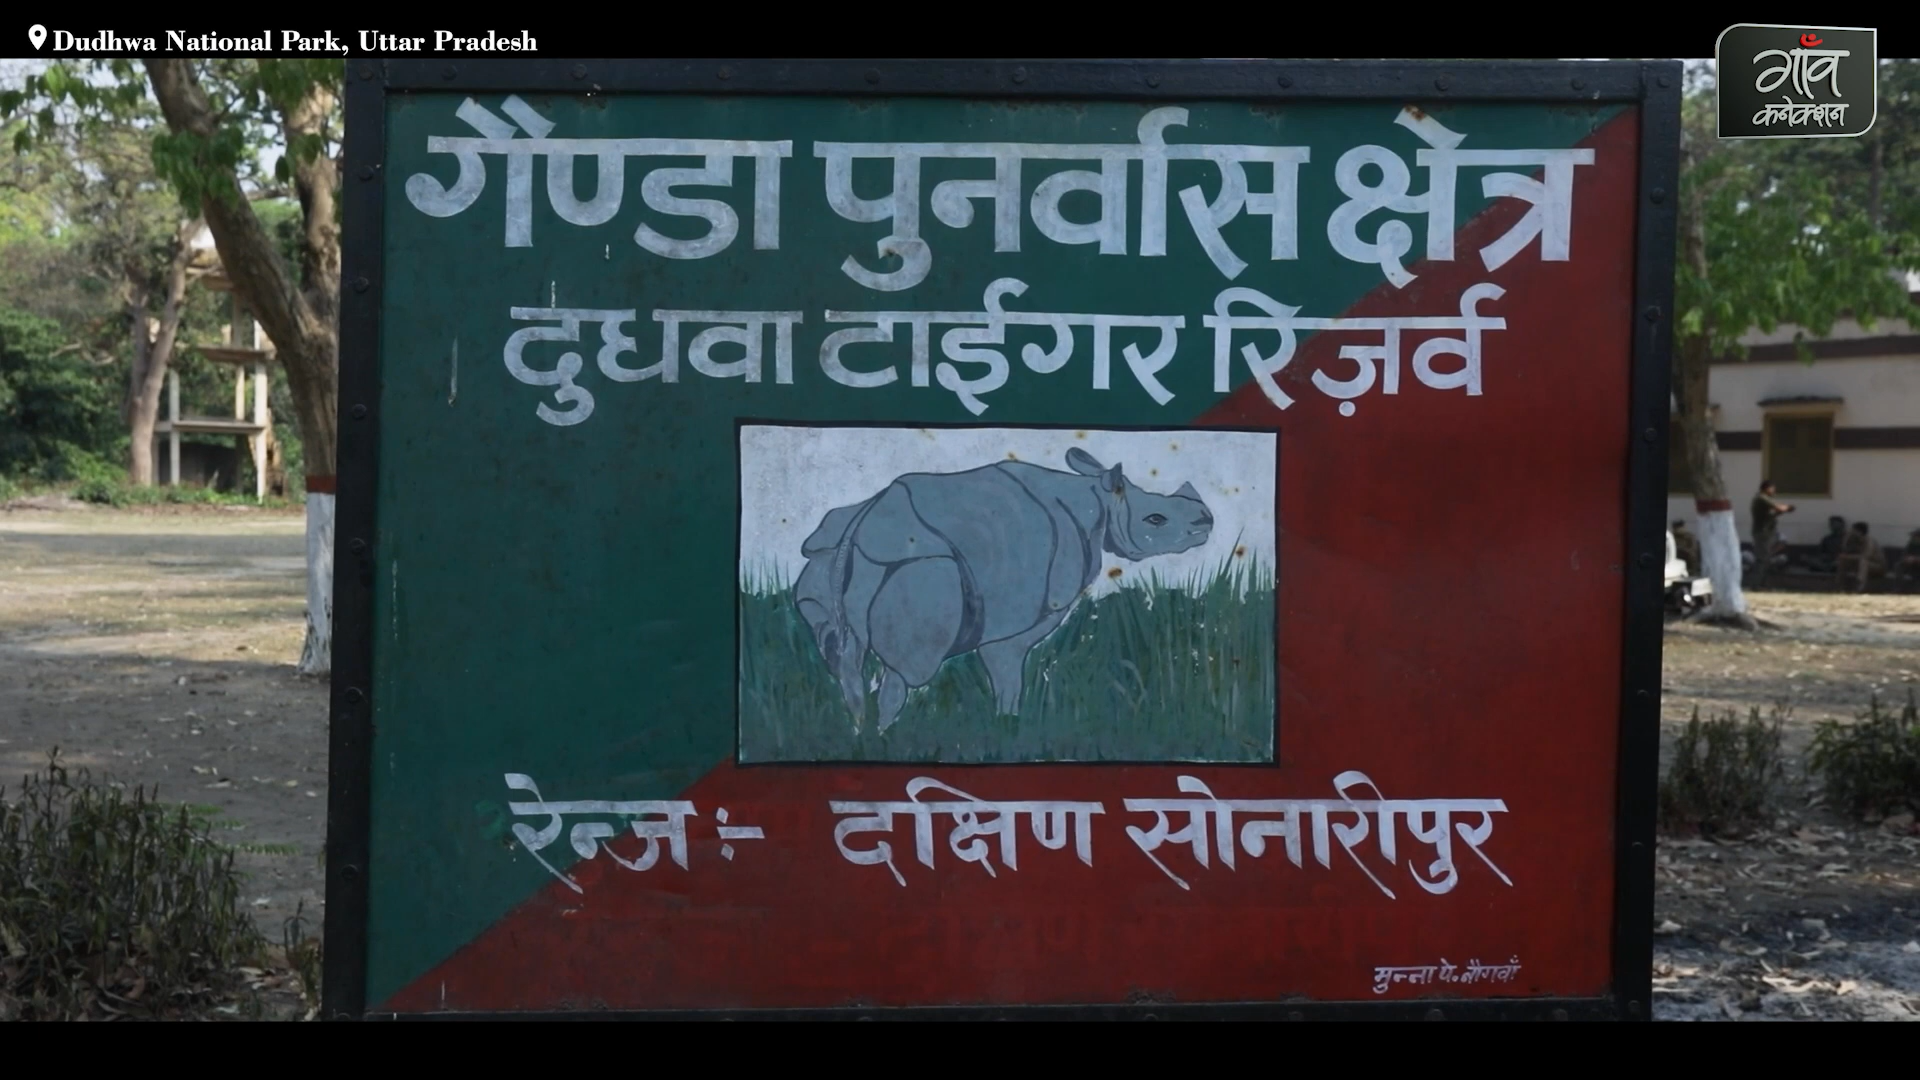 Dudhwa National Park, Uttar Pradesh
गाँव
कनेक्शन
गैण्डा पुनर्वास क्षेत्र
दुधवा टाईगर रिज़र्व
रेन्ज :- दक्षिण सोनारीपुर
मुन्ना पे. नौगवाँ